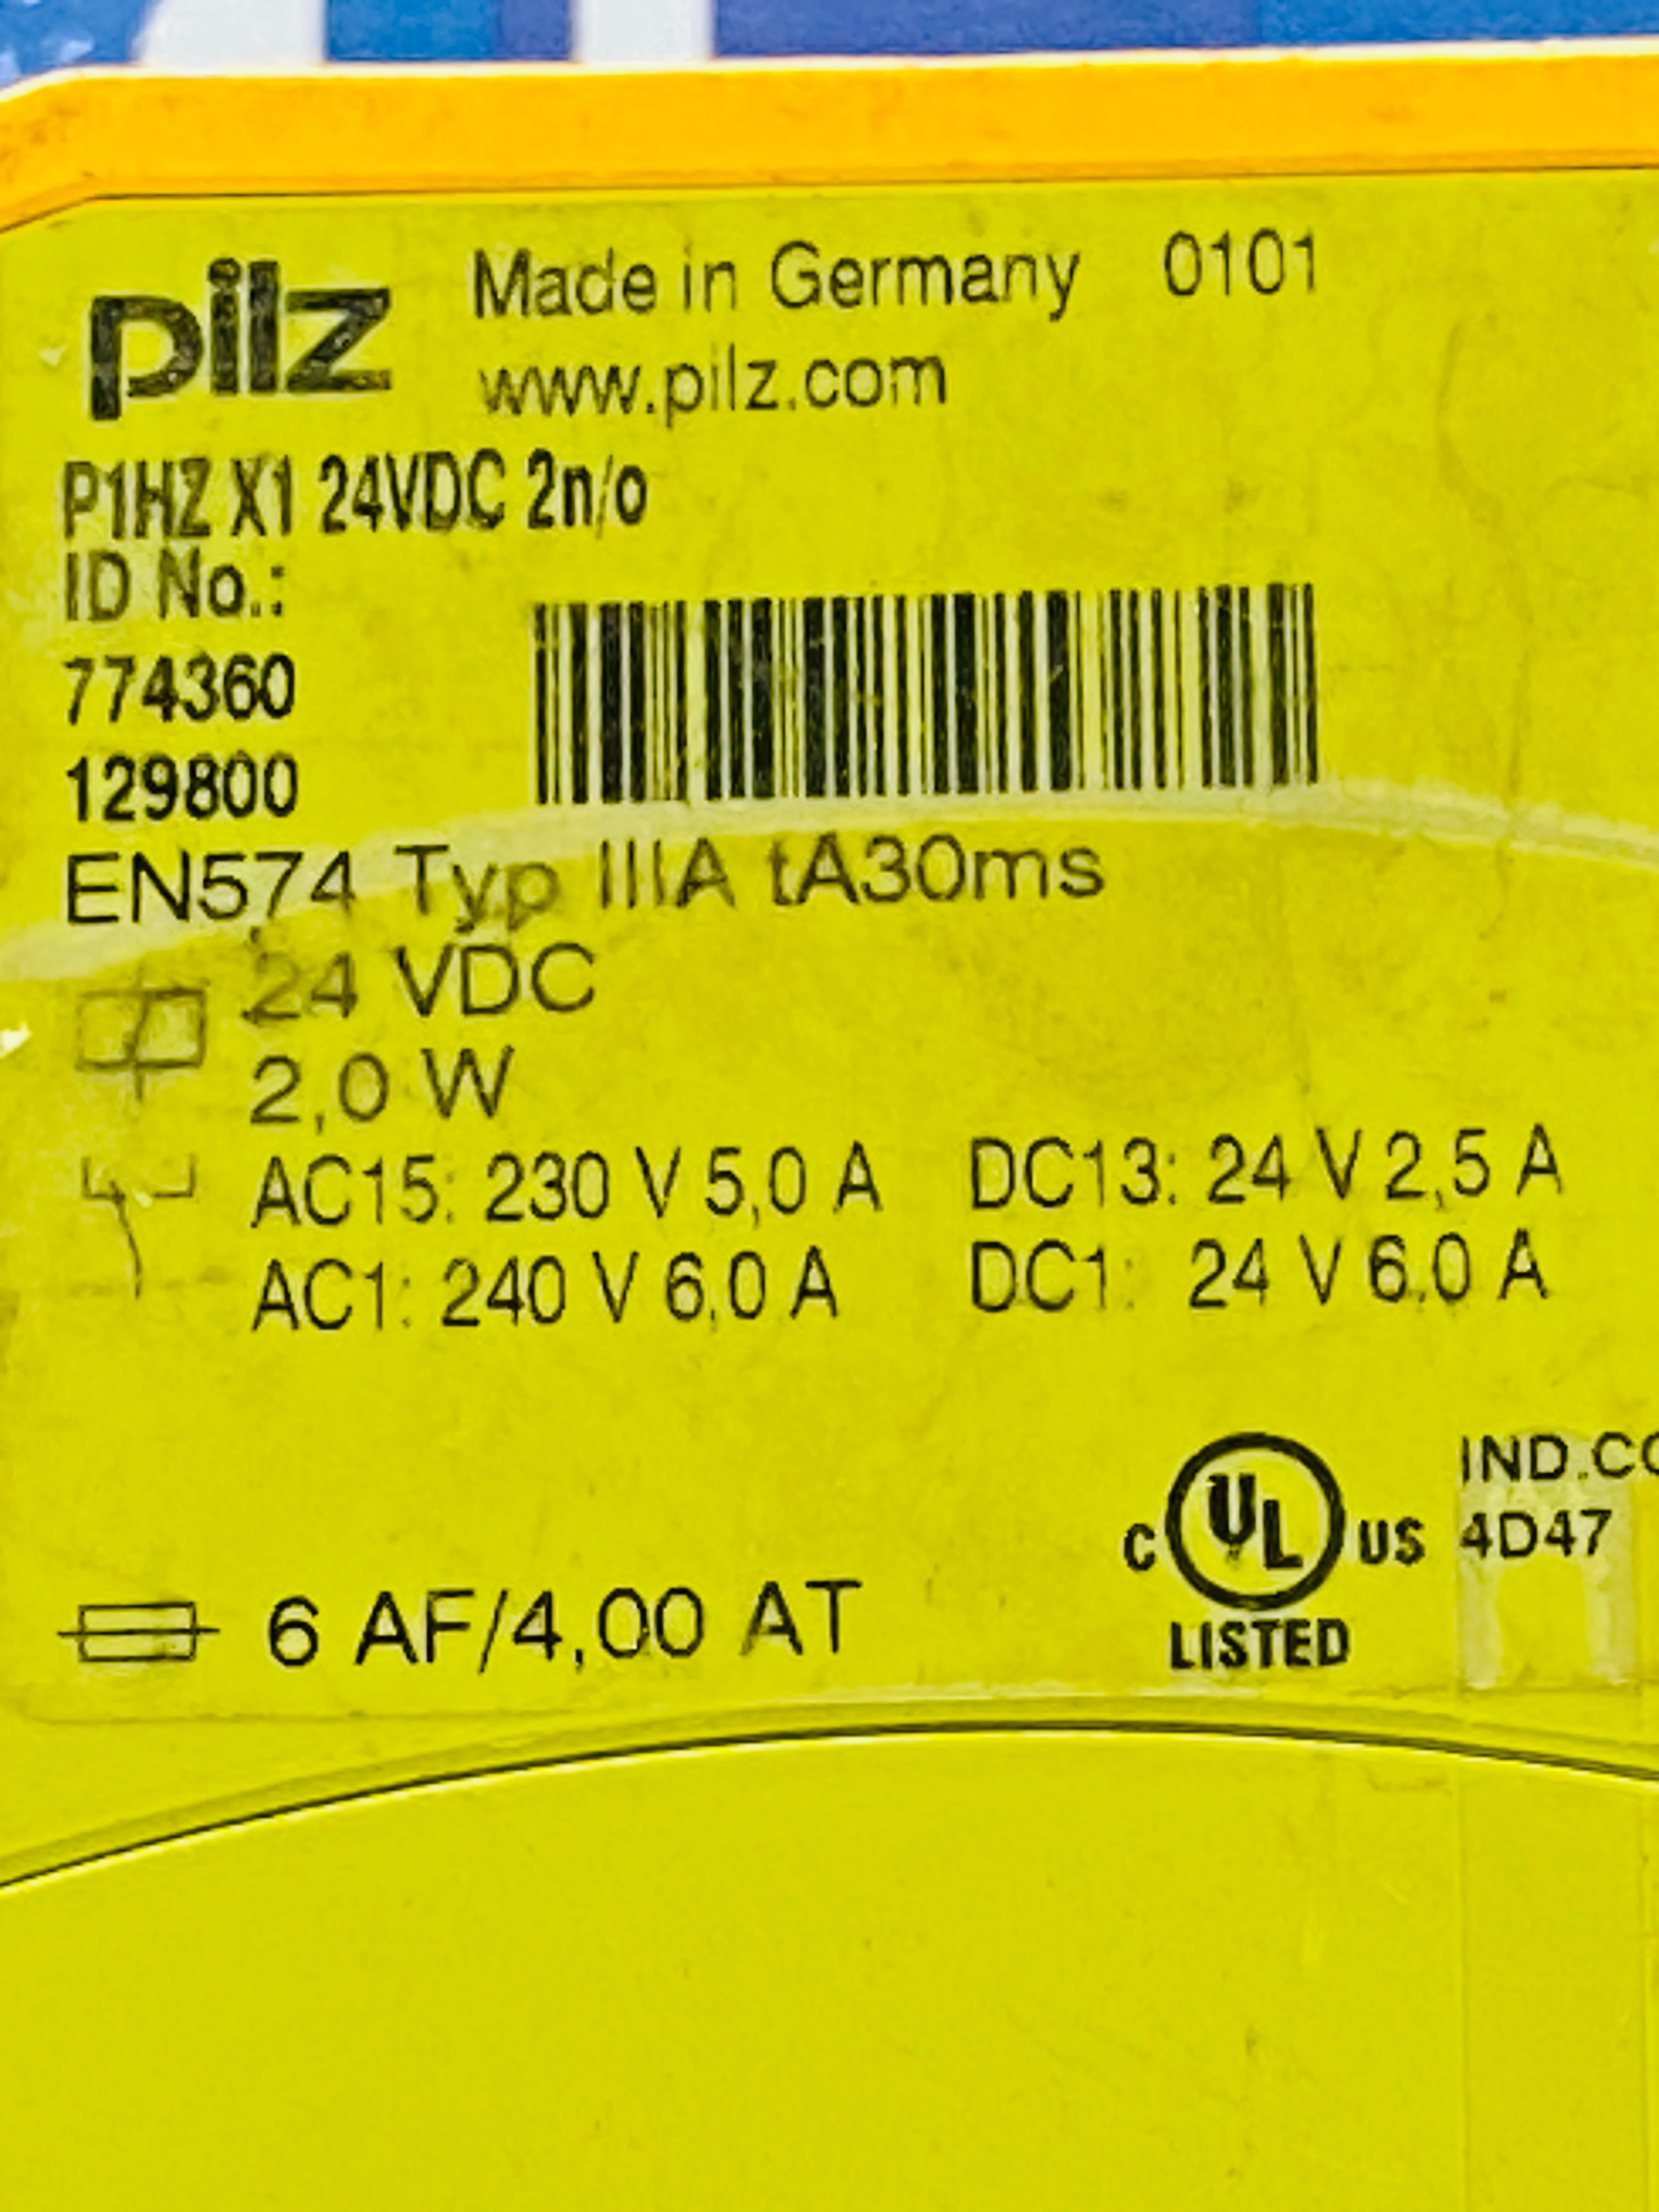 pilz Made in Germany 0101
www.pilz.com
P1HZ X1 24VDC 2n/o
ID No.:
774360
129800
EN574 Typ IIIA tA30ms
24 VDC
2,0 W
AC15: 230 V 5,0 A DC13: 24 V 2,5 A
AC1: 240 V 6,0 A DC1: 24 V 6,0 A
IND.CO
4D47
C UL US
LISTED
6 AF/4,00 AT